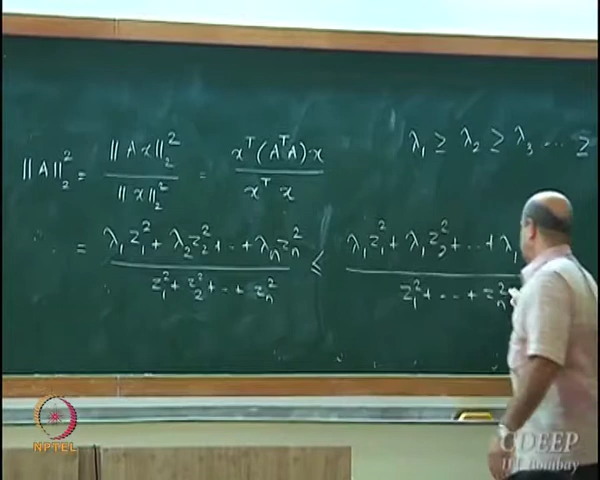 ‖A‖₂² = ‖Ax‖₂² / ‖x‖₂² = xᵀ(AᵀA)x / xᵀx
λ₁ ≥ λ₂ ≥ λ₃ ... ≥
= λ₁z₁² + λ₂z₂² + .. + λₙzₙ² / z₁² + z₂² + .. + zₙ² ≤ λ₁z₁² + λ₁z₂² + ... + λ₁ / z₁² + ... + zₙ²
NPTEL
CDEEP
IIT Bombay